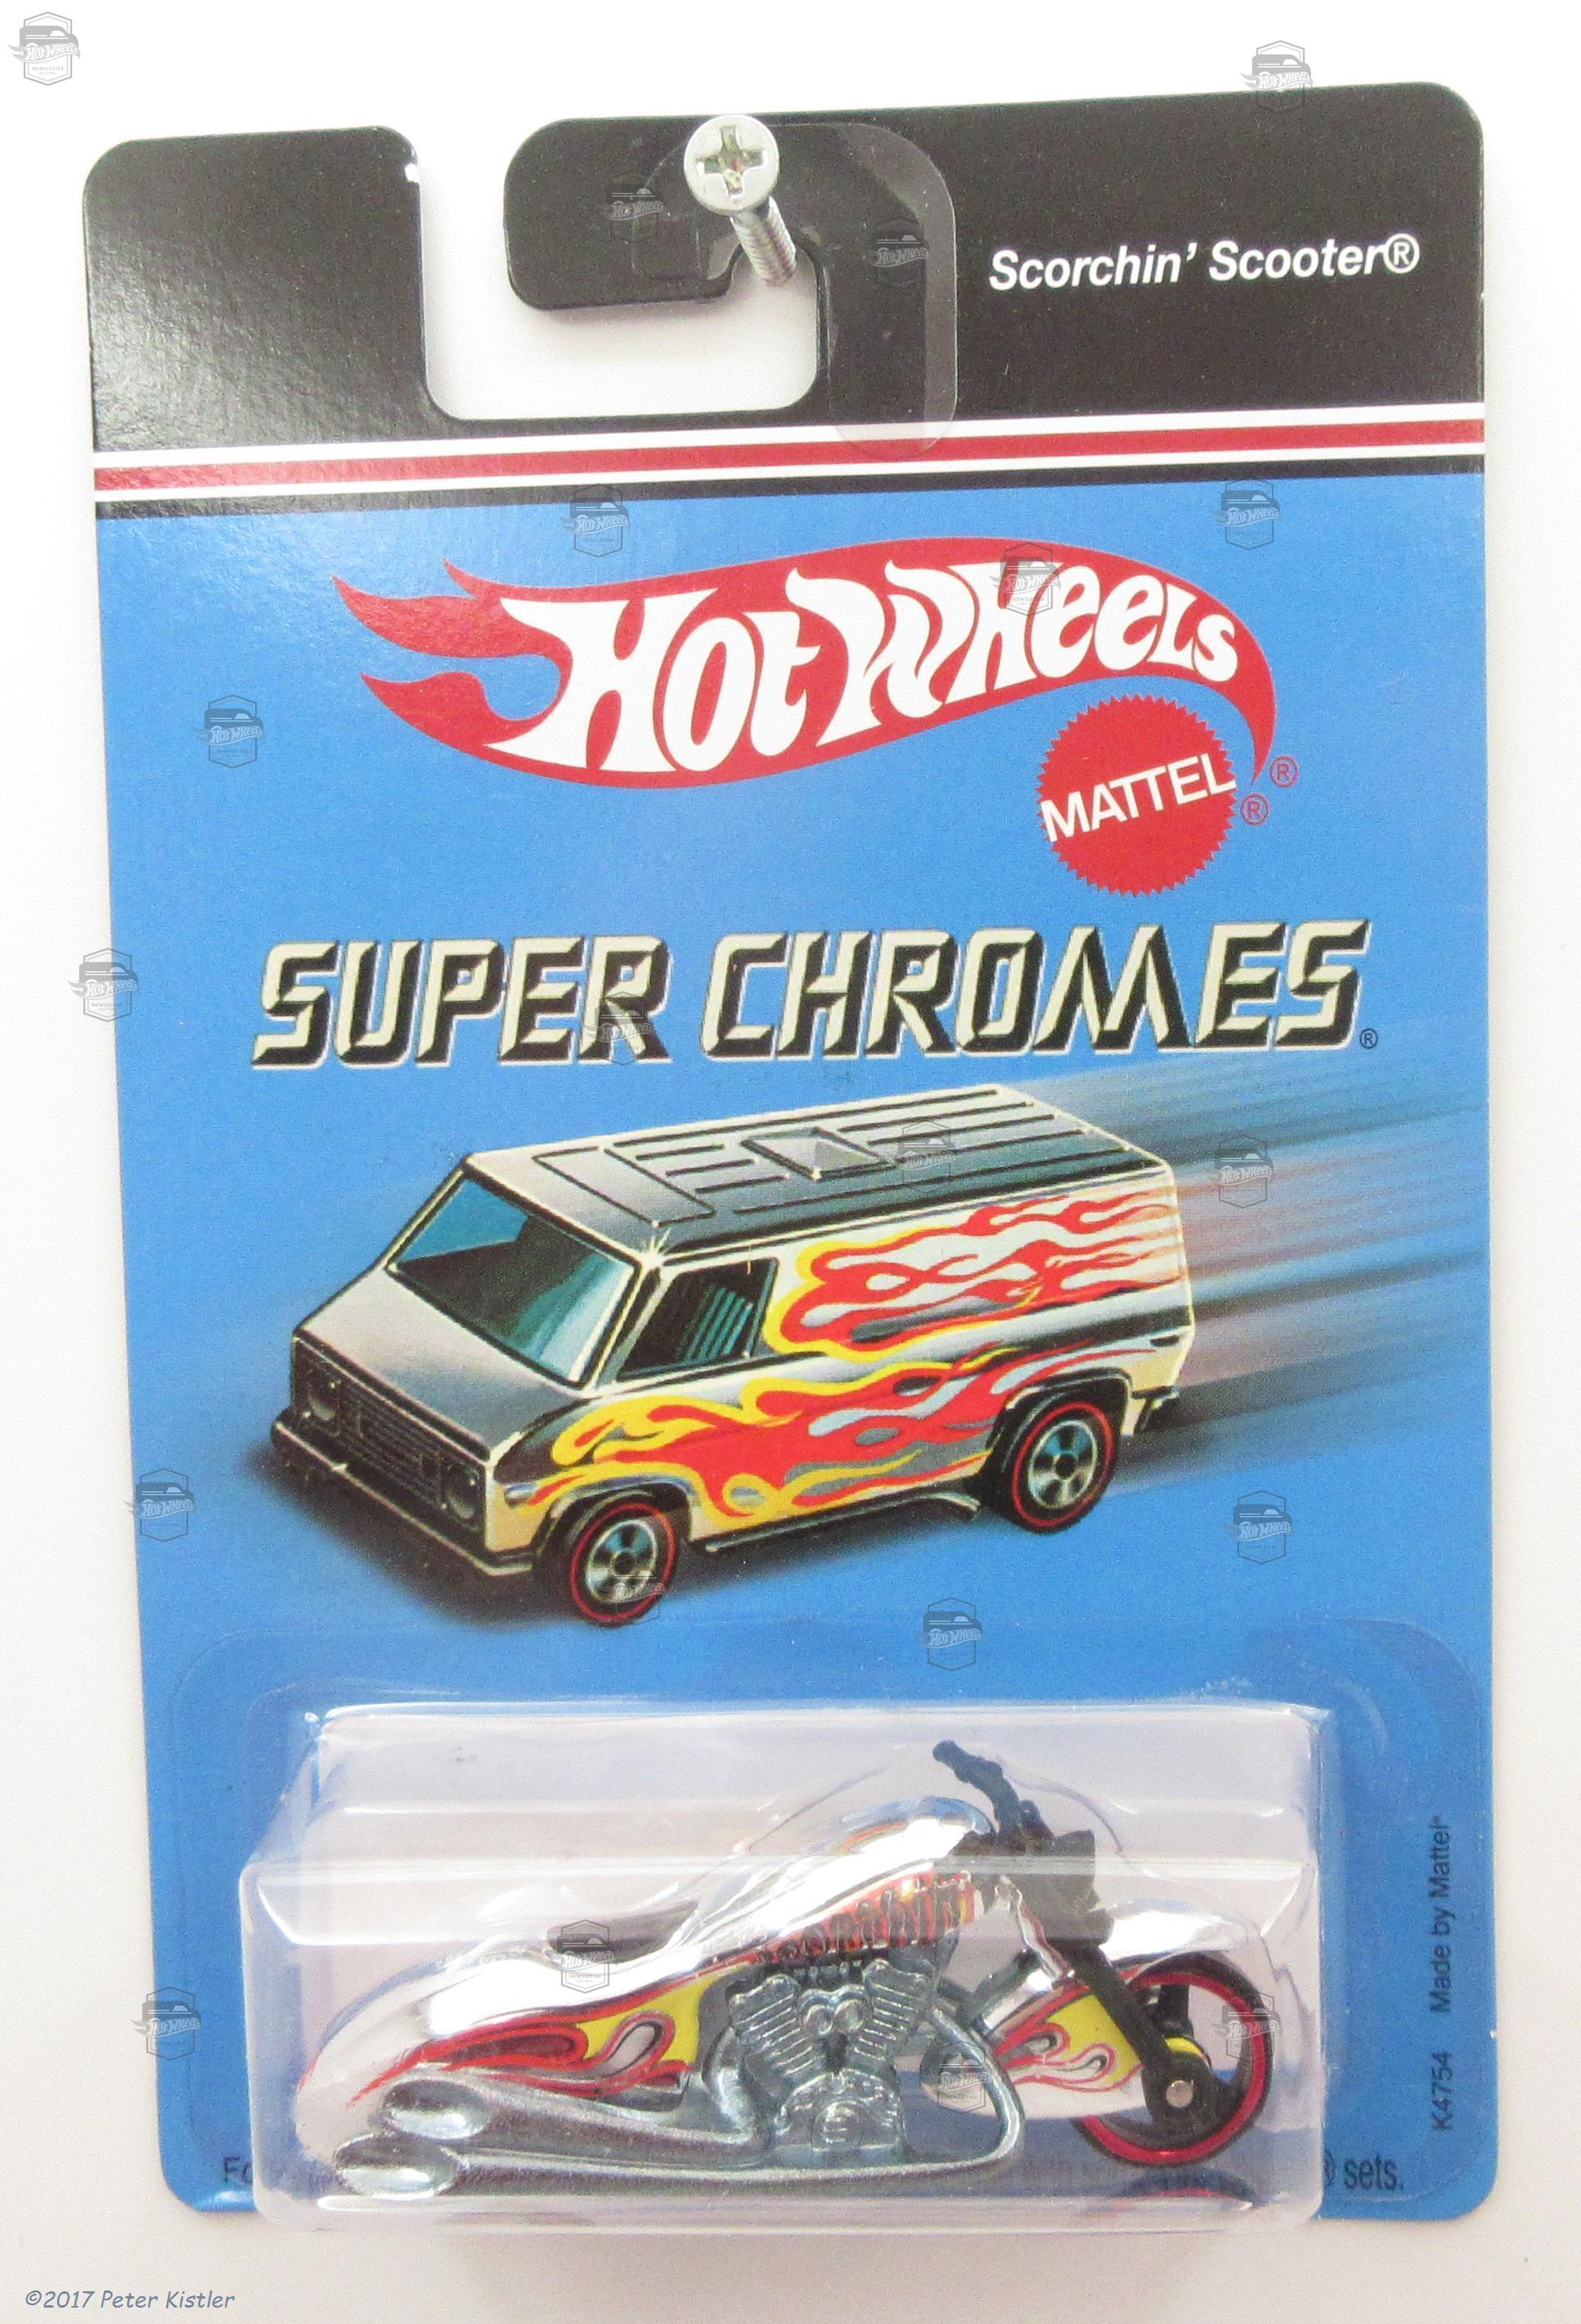 Scorchin' Scooter®
Hot Wheels
MATTEL
®
®
SUPER CHROMES®
K4754 Made by Mattel
® sets.
©2017 Peter Kistler